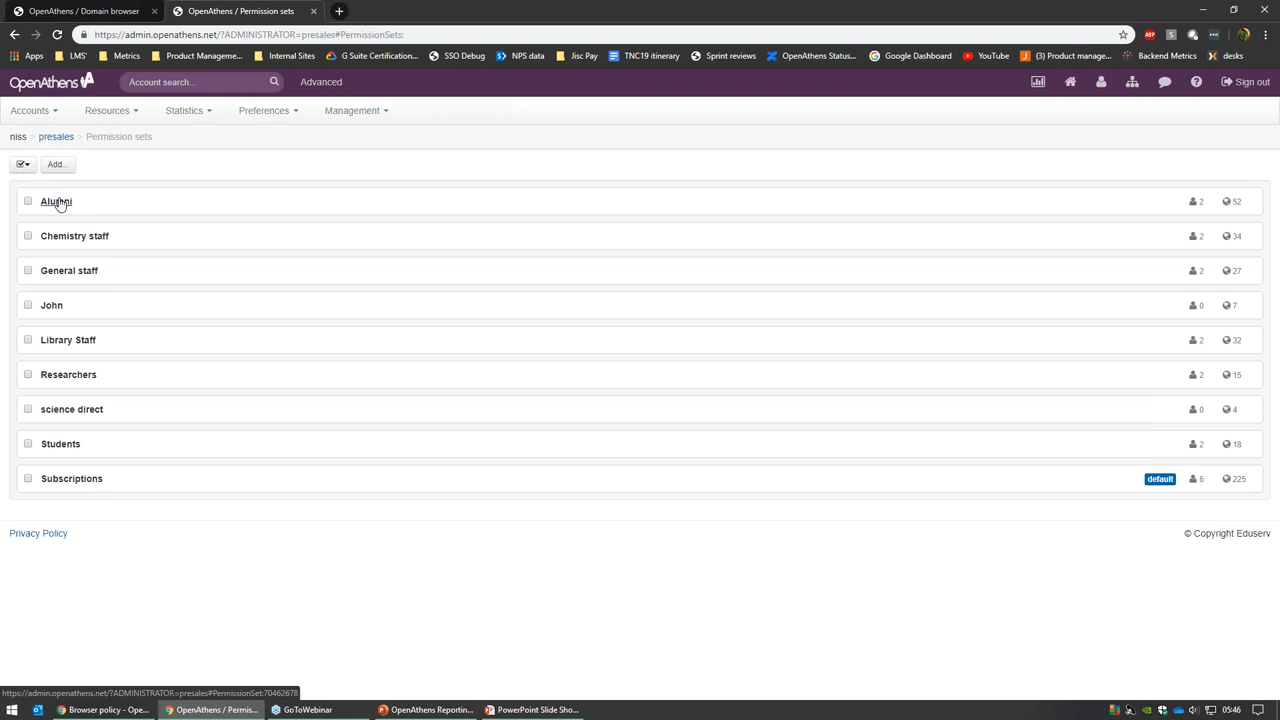 OpenAthens / Domain browser
OpenAthens / Permission sets
https://admin.openathens.net/?ADMINISTRATOR=presales#PermissionSets:
Apps LMS' Metrics Product Manageme... Internal Sites G Suite Certification... SSO Debug NPS data Jisc Pay TNC19 itinerary Sprint reviews OpenAthens Status... Google Dashboard YouTube (3) Product manage... Backend Metrics desks
OpenAthens Account search... Advanced Sign out
Accounts Resources Statistics Preferences Management
niss > presales > Permission sets
Add...
Alumni 2 52
Chemistry staff 2 34
General staff 2 27
John 0 7
Library Staff 2 32
Researchers 2 15
science direct 0 4
Students 2 18
Subscriptions default 6 225
Privacy Policy © Copyright Eduserv
https://admin.openathens.net/?ADMINISTRATOR=presales#PermissionSet:70462678
Browser policy - Ope... OpenAthens / Permis... GoToWebinar OpenAthens Reportin... PowerPoint Slide Sho... 05:46